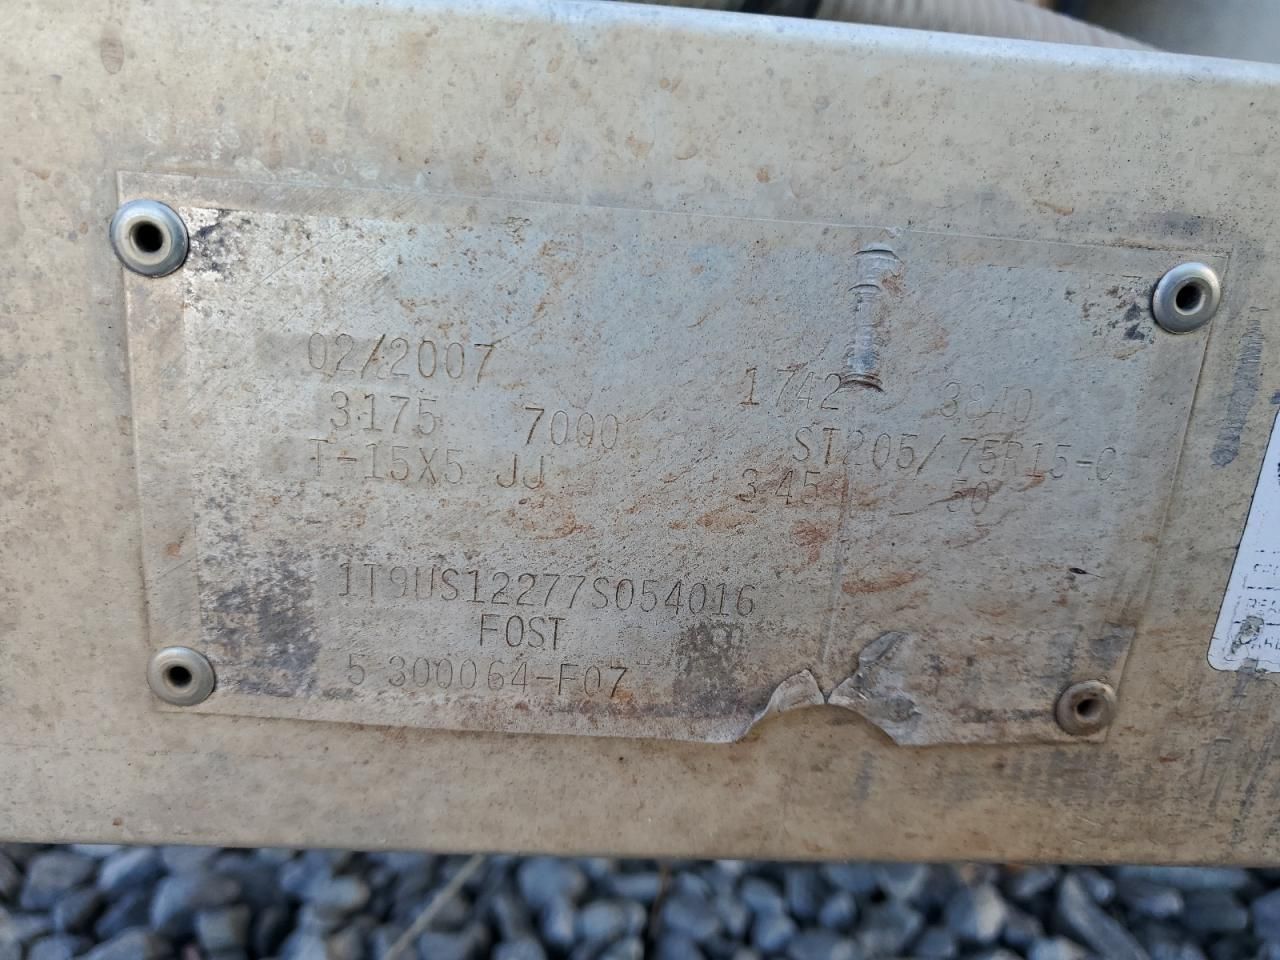 02/2007 1742 3840
3175 7000 ST205/75R15-C
T-15X5 JJ 345 50
1T9US12277S054016
FOST
5 300064-F07